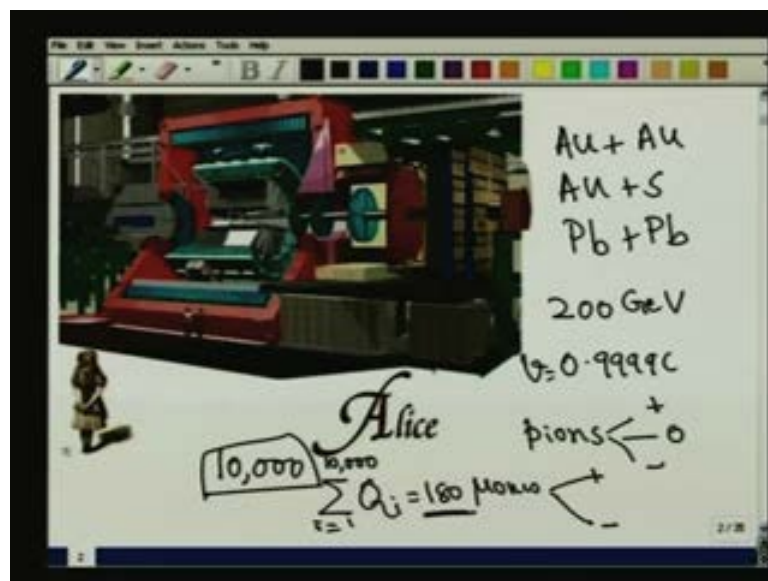 File Edit View Insert Actions Tools Help
B I
Au + Au
Au + S
Pb + Pb
200 GeV
v = 0.9999c
Alice
pions < + 0 -
10,000
10,000
∑ Qi = 180 < + -
i = 1
2/35
2